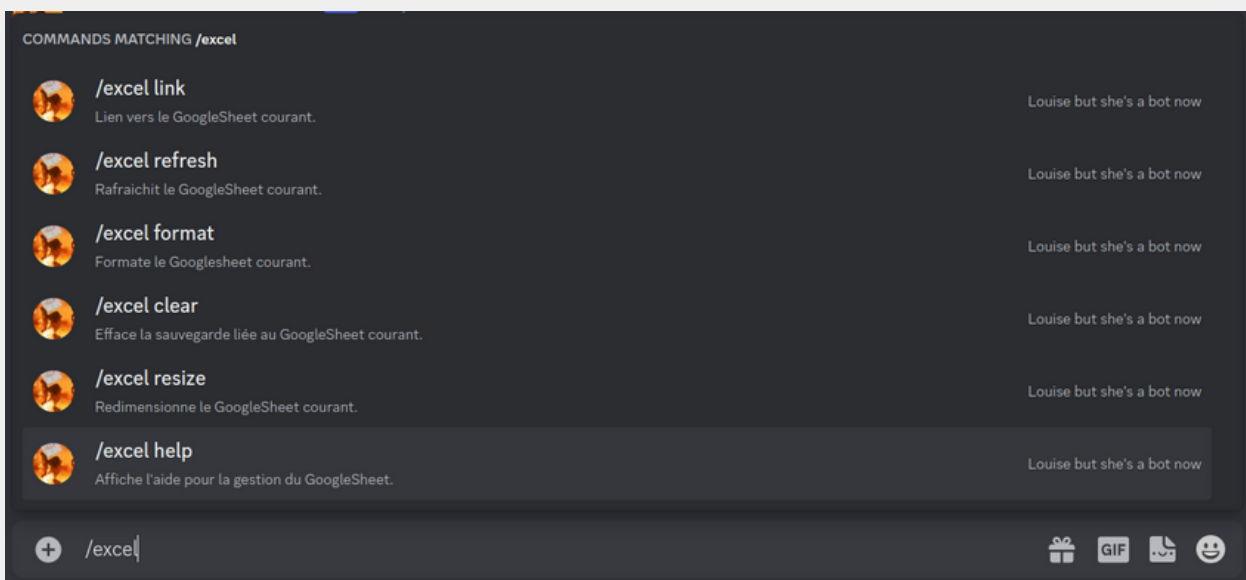 COMMANDS MATCHING /excel
/excel link
Lien vers le GoogleSheet courant.
Louise but she's a bot now
/excel refresh
Rafraichit le GoogleSheet courant.
Louise but she's a bot now
/excel format
Formate le Googlesheet courant.
Louise but she's a bot now
/excel clear
Efface la sauvegarde liée au GoogleSheet courant.
Louise but she's a bot now
/excel resize
Redimensionne le GoogleSheet courant.
Louise but she's a bot now
/excel help
Affiche l'aide pour la gestion du GoogleSheet.
Louise but she's a bot now
/excel
GIF